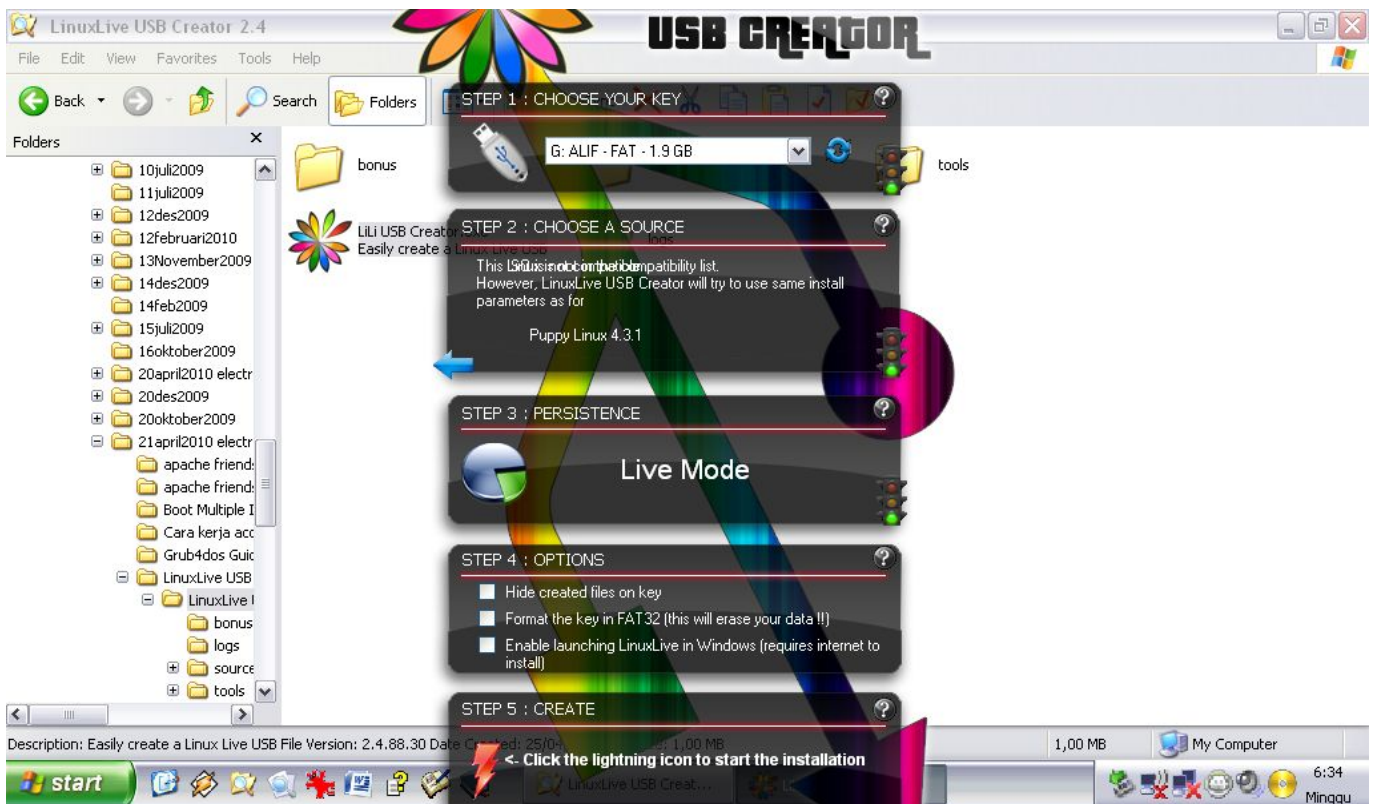 LinuxLive USB Creator 2.4
USB CREATOR
File Edit View Favorites Tools Help
Back Search Folders
Folders
10juli2009
11juli2009
12des2009
12februari2010
13November2009
14des2009
14feb2009
15juli2009
16oktober2009
20april2010 electr
20des2009
20oktober2009
21april2010 electr
apache friend
apache friend
Boot Multiple I
Cara kerja acc
Grub4dos Guid
LinuxLive USB
LinuxLive
bonus
logs
source
tools
bonus
tools
LiLi USB Creator
Easily create a Linux Live USB
logs
STEP 1 : CHOOSE YOUR KEY
G: ALIF - FAT - 1.9 GB
STEP 2 : CHOOSE A SOURCE
This compatibility list.
However, LinuxLive USB Creator will try to use same install
parameters as for
Puppy Linux 4.3.1
STEP 3 : PERSISTENCE
Live Mode
STEP 4 : OPTIONS
Hide created files on key
Format the key in FAT32 (this will erase your data !!)
Enable launching LinuxLive in Windows (requires internet to
install)
STEP 5 : CREATE
<- Click the lightning icon to start the installation
Description: Easily create a Linux Live USB File Version: 2.4.88.30 Date Created: 25/04 1,00 MB
1,00 MB My Computer
start
LinuxLive USB Creat...
6:34
Minggu